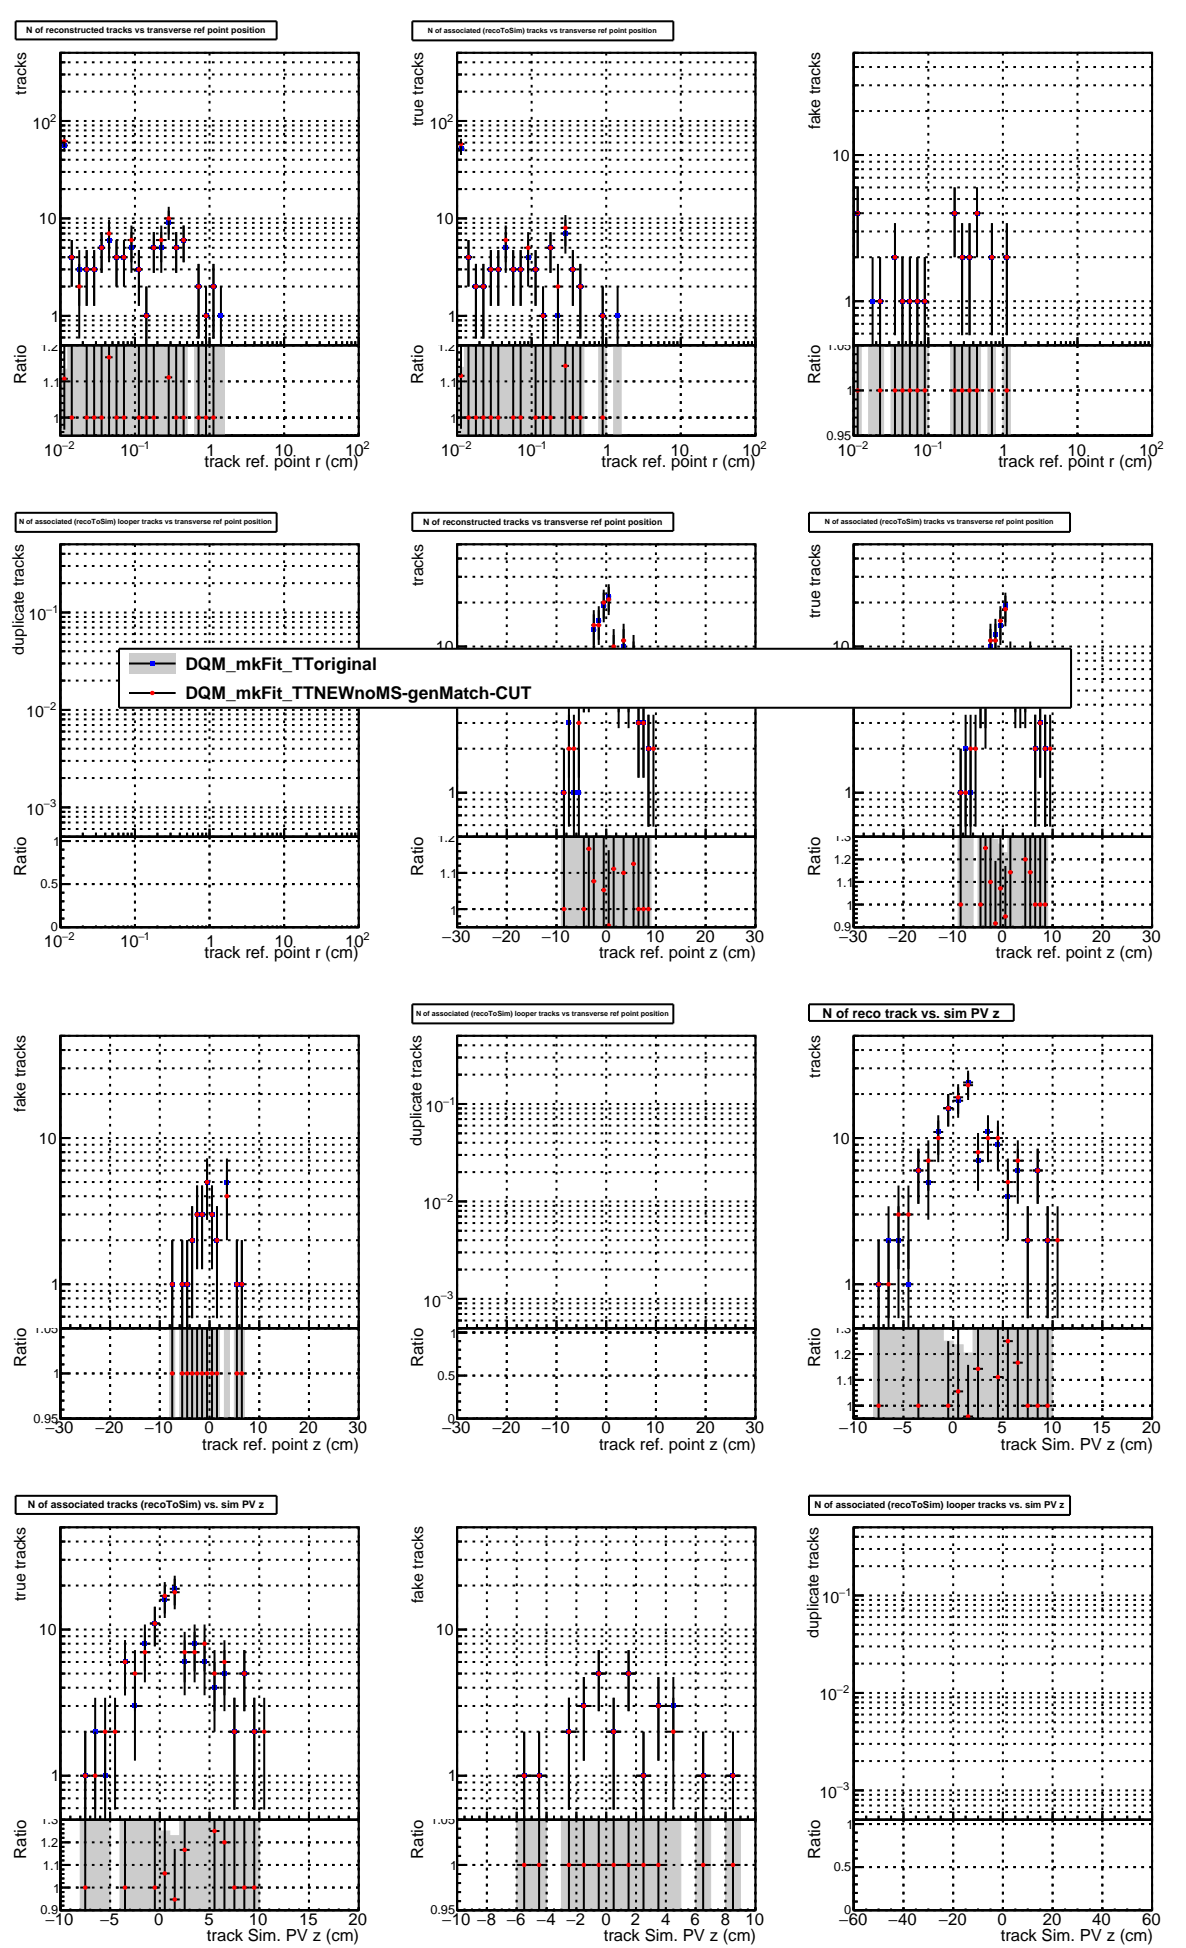 N of reconstructed tracks vs transverse ref point position
tracks
10²
10
1
Ratio
1.2
1.1
1
10⁻² 10⁻¹ 1 10 10²
track ref. point r (cm)
N of associated (recoToSim) tracks vs transverse ref point position
true tracks
10²
10
1
Ratio
1.2
1.1
1
10⁻² 10⁻¹ 1 10 10²
track ref. point r (cm)
fake tracks
10
1
Ratio
1.05
1
0.95
10⁻² 10⁻¹ 1 10 10²
track ref. point r (cm)
N of associated (recoToSim) looper tracks vs transverse ref point position
duplicate tracks
10⁻¹
10⁻²
10⁻³
Ratio
1
0.5
0
10⁻² 10⁻¹ 1 10 10²
track ref. point r (cm)
N of reconstructed tracks vs transverse ref point position
tracks
10
1
Ratio
1.2
1.1
1
−30 −20 −10 0 10 20 30
track ref. point z (cm)
N of associated (recoToSim) tracks vs transverse ref point position
true tracks
10
1
Ratio
1.3
1.2
1.1
1
0.9
−30 −20 −10 0 10 20 30
track ref. point z (cm)
DQM_mkFit_TToriginal
DQM_mkFit_TTNEWnoMS-genMatch-CUT
fake tracks
10
1
Ratio
1.05
1
0.95
−30 −20 −10 0 10 20 30
track ref. point z (cm)
N of associated (recoToSim) looper tracks vs transverse ref point position
duplicate tracks
10⁻¹
10⁻²
10⁻³
Ratio
1
0.5
0
−30 −20 −10 0 10 20 30
track ref. point z (cm)
N of reco track vs. sim PV z
tracks
10
1
Ratio
1.3
1.2
1.1
1
−10 −5 0 5 10 15 20
track Sim. PV z (cm)
N of associated tracks (recoToSim) vs. sim PV z
true tracks
10
1
Ratio
1.3
1.2
1.1
1
0.9
−10 −5 0 5 10 15 20
track Sim. PV z (cm)
fake tracks
10
1
Ratio
1.05
1
0.95
−10 −8 −6 −4 −2 0 2 4 6 8 10
track Sim. PV z (cm)
N of associated (recoToSim) looper tracks vs. sim PV z
duplicate tracks
10⁻¹
10⁻²
10⁻³
Ratio
1
0.5
0
−60 −40 −20 0 20 40 60
track Sim. PV z (cm)